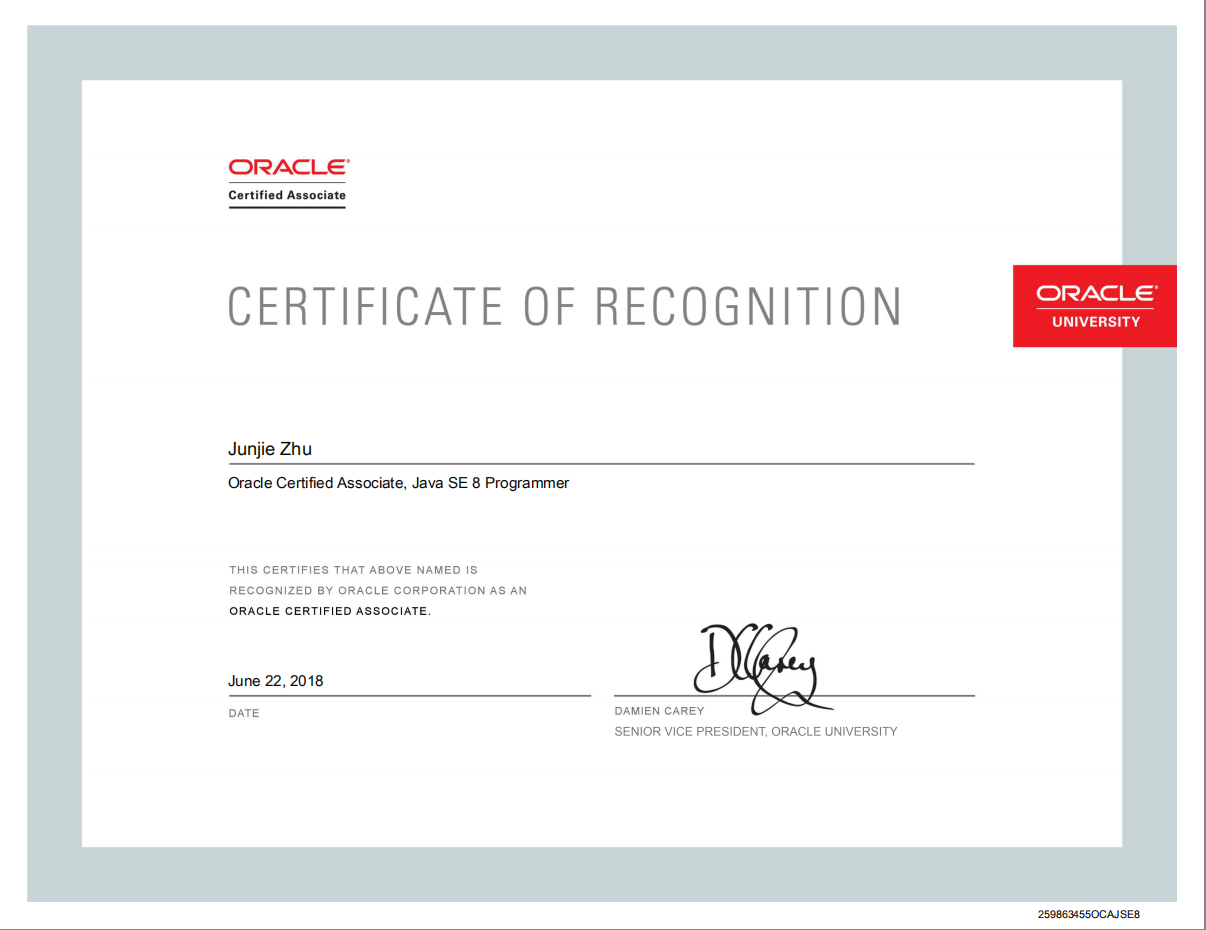 ORACLE®
Certified Associate
CERTIFICATE OF RECOGNITION
ORACLE®
UNIVERSITY
Junjie Zhu
Oracle Certified Associate, Java SE 8 Programmer
THIS CERTIFIES THAT ABOVE NAMED IS
RECOGNIZED BY ORACLE CORPORATION AS AN
ORACLE CERTIFIED ASSOCIATE.
DCCarey
June 22, 2018
DATE
DAMIEN CAREY
SENIOR VICE PRESIDENT, ORACLE UNIVERSITY
259863455OCAJSE8